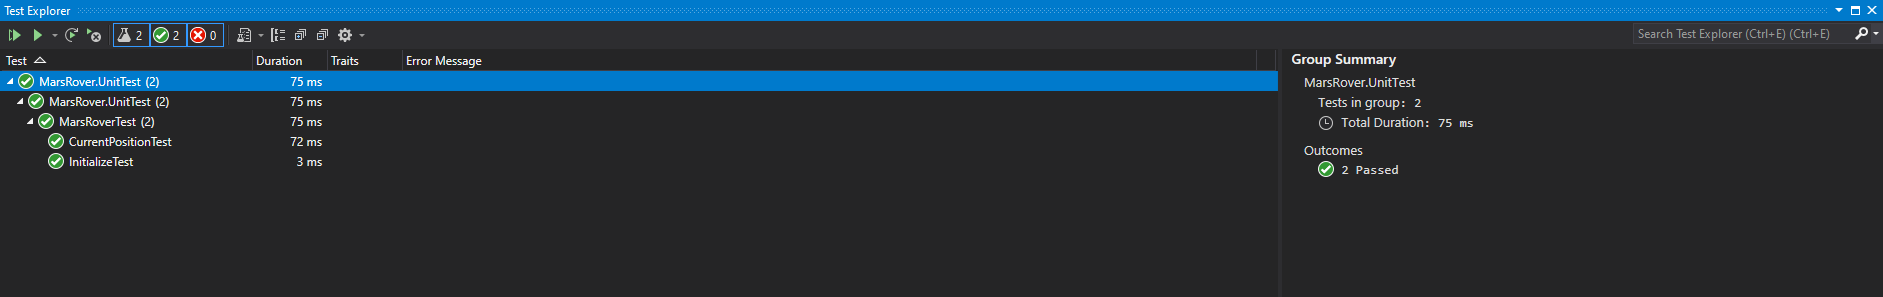 Test Explorer
2 2 0
Search Test Explorer (Ctrl+E) (Ctrl+E)
Test Duration Traits Error Message
MarsRover.UnitTest (2) 75 ms
MarsRover.UnitTest (2) 75 ms
MarsRoverTest (2) 75 ms
CurrentPositionTest 72 ms
InitializeTest 3 ms
Group Summary
MarsRover.UnitTest
Tests in group: 2
Total Duration: 75 ms
Outcomes
2 Passed